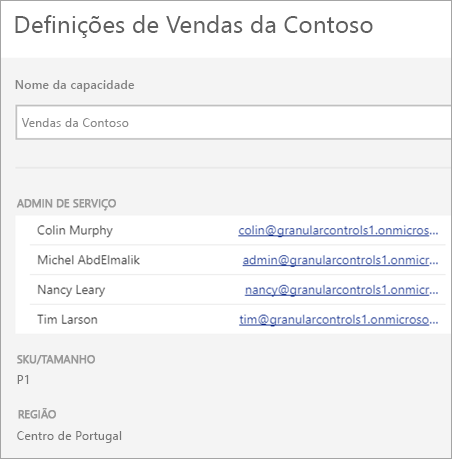 Definições de Vendas da Contoso
Nome da capacidade
Vendas da Contoso
ADMIN DE SERVIÇO
Colin Murphy colin@granularcontrols1.onmicros...
Michel AbdElmalik admin@granularcontrols1.onmicr...
Nancy Leary nancy@granularcontrols1.onmicr...
Tim Larson tim@granularcontrols1.onmicroso...
SKU/TAMANHO
P1
REGIÃO
Centro de Portugal